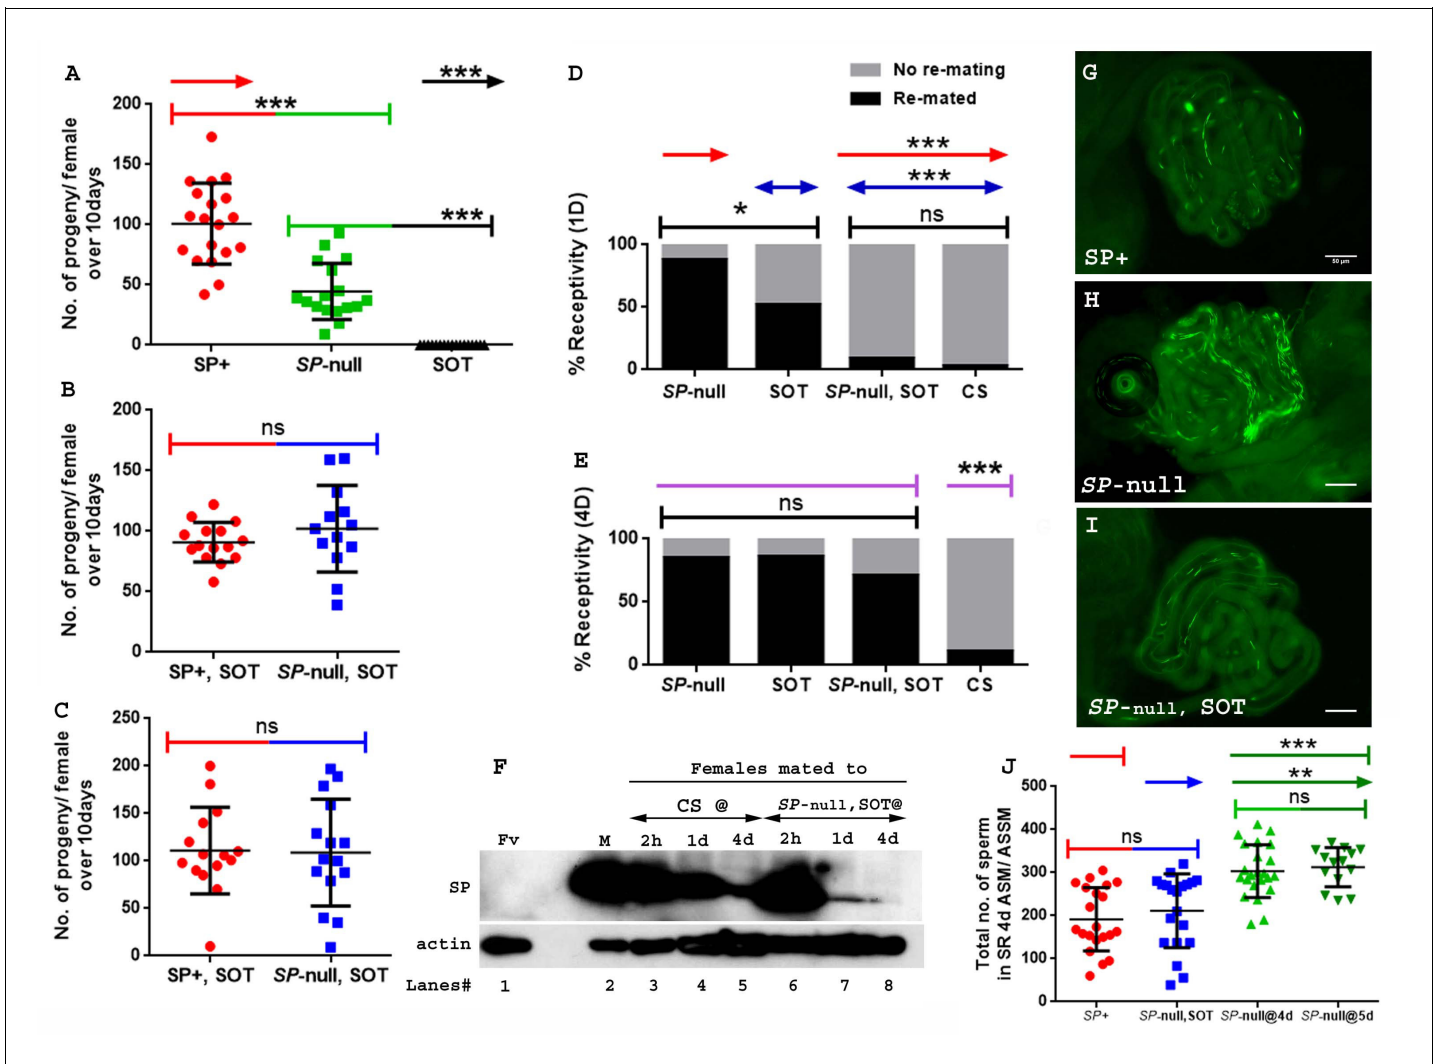 A
***
***
200
***
***
150
100
50
0
No. of progeny/ female
over 10days
SP+
SP-null
SOT
B
200
ns
150
100
50
0
No. of progeny/ female
over 10days
SP+, SOT
SP-null, SOT
C
250
ns
200
150
100
50
0
No. of progeny/ female
over 10days
SP+, SOT
SP-null, SOT
D
No re-mating
Re-mated
***
***
*
ns
100
50
0
% Receptivity (1D)
SP-null
SOT
SP-null, SOT
CS
E
***
ns
100
50
0
% Receptivity (4D)
SP-null
SOT
SP-null, SOT
CS
F
Females mated to
CS @
SP-null,SOT@
Fv
M
2h
1d
4d
2h
1d
4d
SP
actin
Lanes#
1
2
3
4
5
6
7
8
G
SP+
50 µm
H
SP-null
I
SP-null, SOT
J
***
**
ns
ns
500
400
300
200
100
0
Total no. of sperm
in SR 4d ASM/ ASSM
SP+
SP-null,SOT
SP-null@4d
SP-null@5d